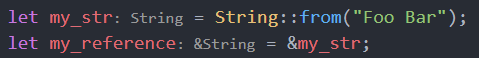 let my_str: String = String::from("Foo Bar");
let my_reference: &String = &my_str;